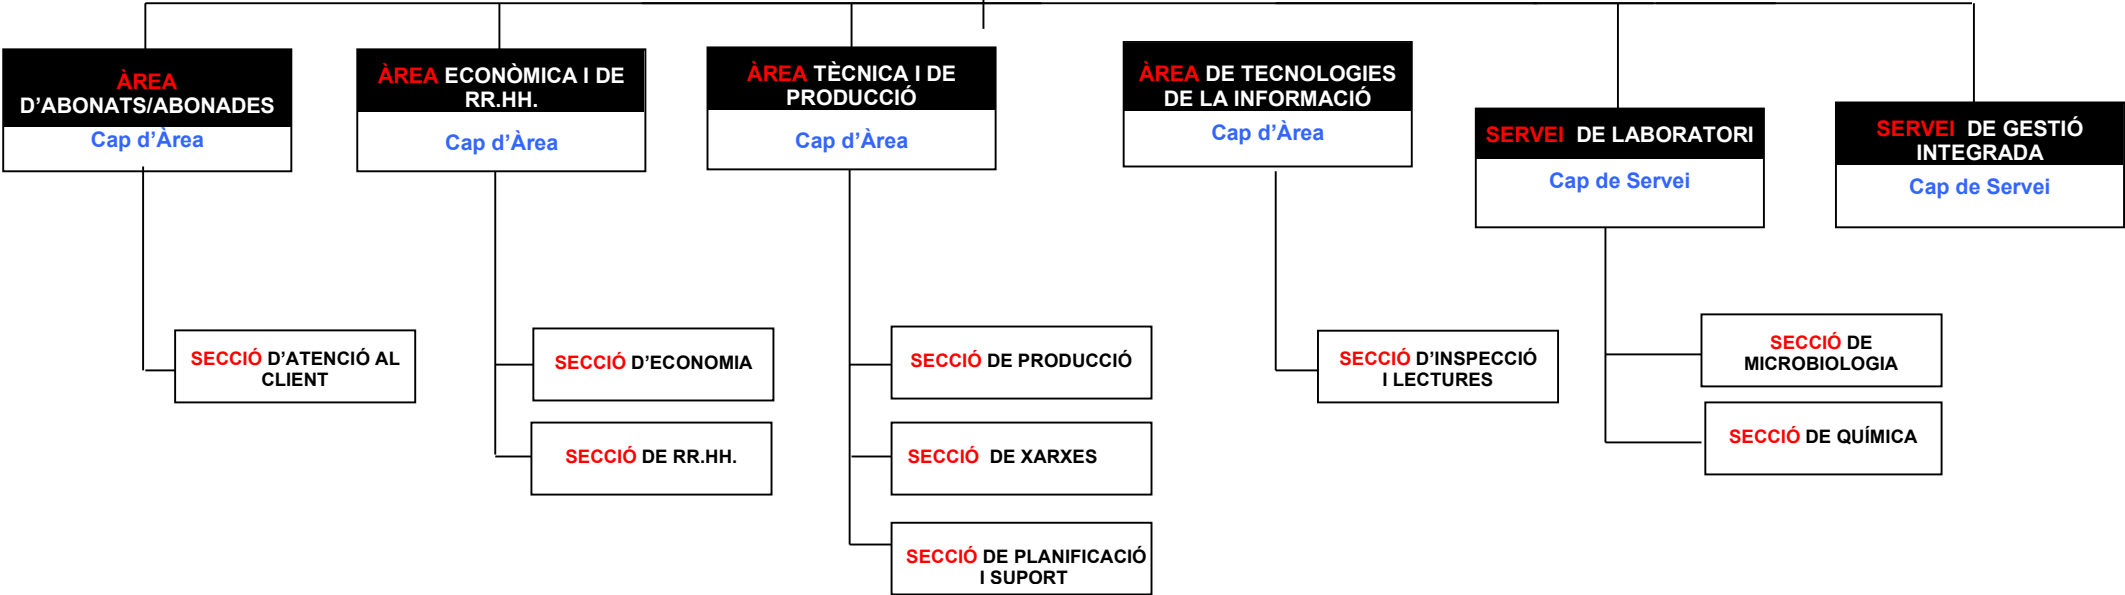 ÀREA
D’ABONATS/ABONADES
Cap d’Àrea
ÀREA ECONÒMICA I DE
RR.HH.
Cap d’Àrea
ÀREA TÈCNICA I DE
PRODUCCIÓ
Cap d’Àrea
ÀREA DE TECNOLOGIES
DE LA INFORMACIÓ
Cap d’Àrea
SERVEI DE LABORATORI
Cap de Servei
SERVEI DE GESTIÓ
INTEGRADA
Cap de Servei
SECCIÓ D’ATENCIÓ AL
CLIENT
SECCIÓ D’ECONOMIA
SECCIÓ DE RR.HH.
SECCIÓ DE PRODUCCIÓ
SECCIÓ DE XARXES
SECCIÓ DE PLANIFICACIÓ
I SUPORT
SECCIÓ D’INSPECCIÓ
I LECTURES
SECCIÓ DE
MICROBIOLOGIA
SECCIÓ DE QUÍMICA